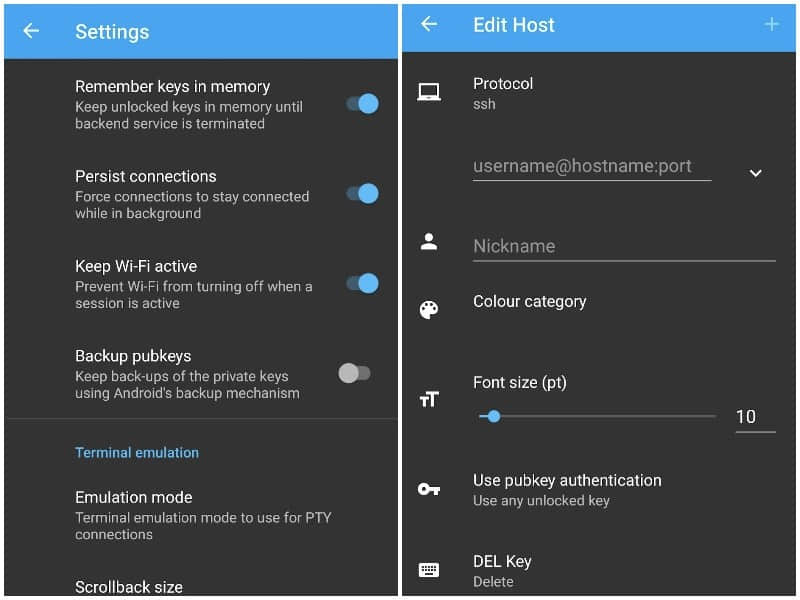 Settings
Remember keys in memory
Keep unlocked keys in memory until
backend service is terminated
Persist connections
Force connections to stay connected
while in background
Keep Wi-Fi active
Prevent Wi-Fi from turning off when a
session is active
Backup pubkeys
Keep back-ups of the private keys
using Android's backup mechanism
Terminal emulation
Emulation mode
Terminal emulation mode to use for PTY
connections
Scrollback size
Edit Host
Protocol
ssh
username@hostname:port
Nickname
Colour category
Font size (pt)
10
Use pubkey authentication
Use any unlocked key
DEL Key
Delete